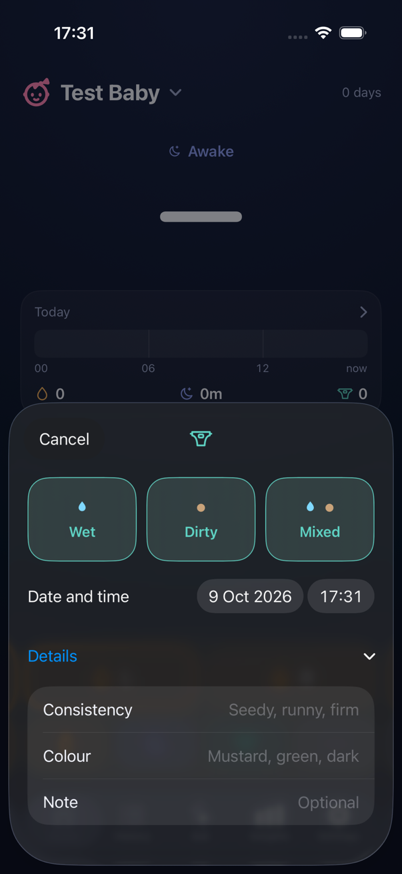 17:31
Test Baby
0 days
Awake
Today
00 06 12 now
0 0m 0
Cancel
Wet Dirty Mixed
Date and time 9 Oct 2026 17:31
Details
Consistency Seedy, runny, firm
Colour Mustard, green, dark
Note Optional